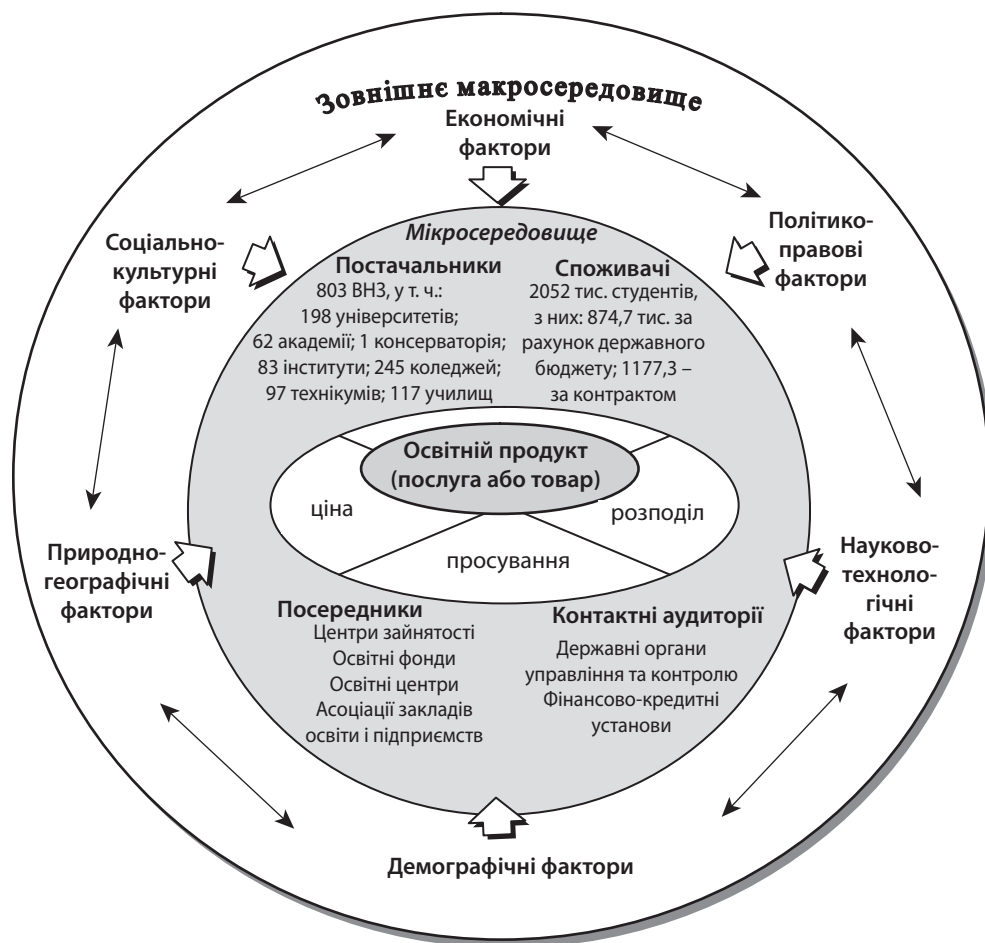 Зовнішнє макросередовище
Економічні
фактори
Соціально-
культурні
фактори
Політико-
правові
фактори
Мікросередовище
Постачальники
803 ВНЗ, у т. ч.:
198 університетів;
62 академії; 1 консерваторія;
83 інститути; 245 коледжей;
97 технікумів; 117 училищ
Споживачі
2052 тис. студентів,
з них: 874,7 тис. за
рахунок державного
бюджету; 1177,3 –
за контрактом
Освітній продукт
(послуга або товар)
ціна
розподіл
просування
Природно-
географічні
фактори
Науково-
техноло-
гічні
фактори
Посередники
Центри зайнятості
Освітні фонди
Освітні центри
Асоціації закладів
освіти і підприємств
Контактні аудиторії
Державні органи
управління та контролю
Фінансово-кредитні
установи
Демографічні фактори